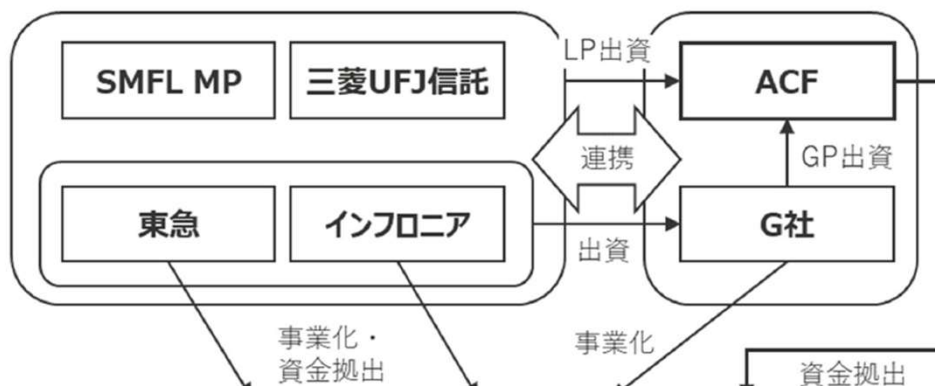 SMFL MP
三菱UFJ信託
LP出資
ACF
連携
GP出資
東急
インフロニア
出資
G社
事業化・
資金拠出
事業化
資金拠出